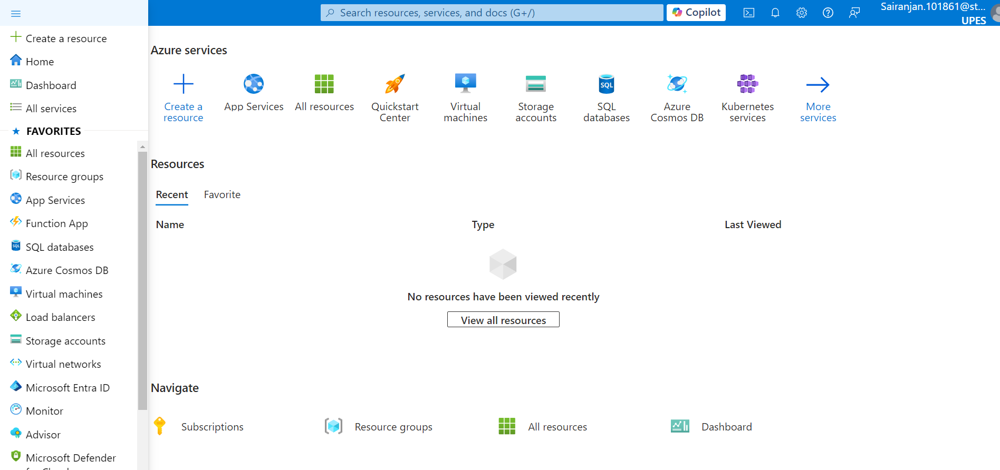 Search resources, services, and docs (G+/)
Copilot
Sairanjan.101861@st...
UPES
Create a resource
Home
Dashboard
All services
FAVORITES
All resources
Resource groups
App Services
Function App
SQL databases
Azure Cosmos DB
Virtual machines
Load balancers
Storage accounts
Virtual networks
Microsoft Entra ID
Monitor
Advisor
Microsoft Defender
for Cloud
Azure services
Create a
resource
App Services
All resources
Quickstart
Center
Virtual
machines
Storage
accounts
SQL
SQL
databases
Azure
Cosmos DB
Kubernetes
services
More
services
Resources
Recent
Favorite
Name
Type
Last Viewed
No resources have been viewed recently
View all resources
Navigate
Subscriptions
Resource groups
All resources
Dashboard